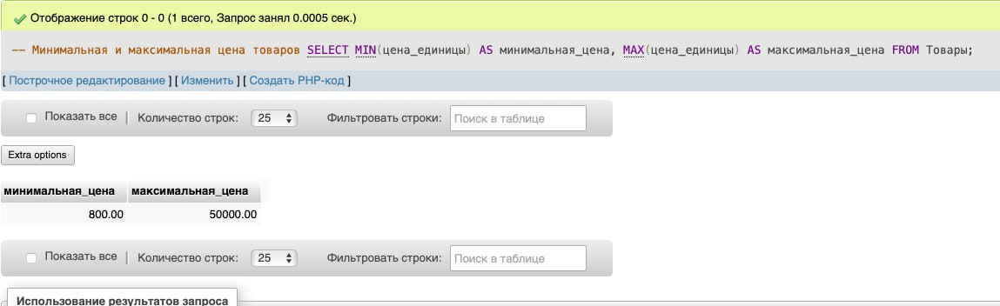 Отображение строк 0 - 0 (1 всего, Запрос занял 0.0005 сек.)
-- Минимальная и максимальная цена товаров SELECT MIN(цена_единицы) AS минимальная_цена, MAX(цена_единицы) AS максимальная_цена FROM Товары;
[ Построчное редактирование ] [ Изменить ] [ Создать PHP-код ]
Показать все | Количество строк: 25 Фильтровать строки: Поиск в таблице
Extra options
минимальная_цена максимальная_цена
800.00 50000.00
Показать все | Количество строк: 25 Фильтровать строки: Поиск в таблице
Использование результатов запроса